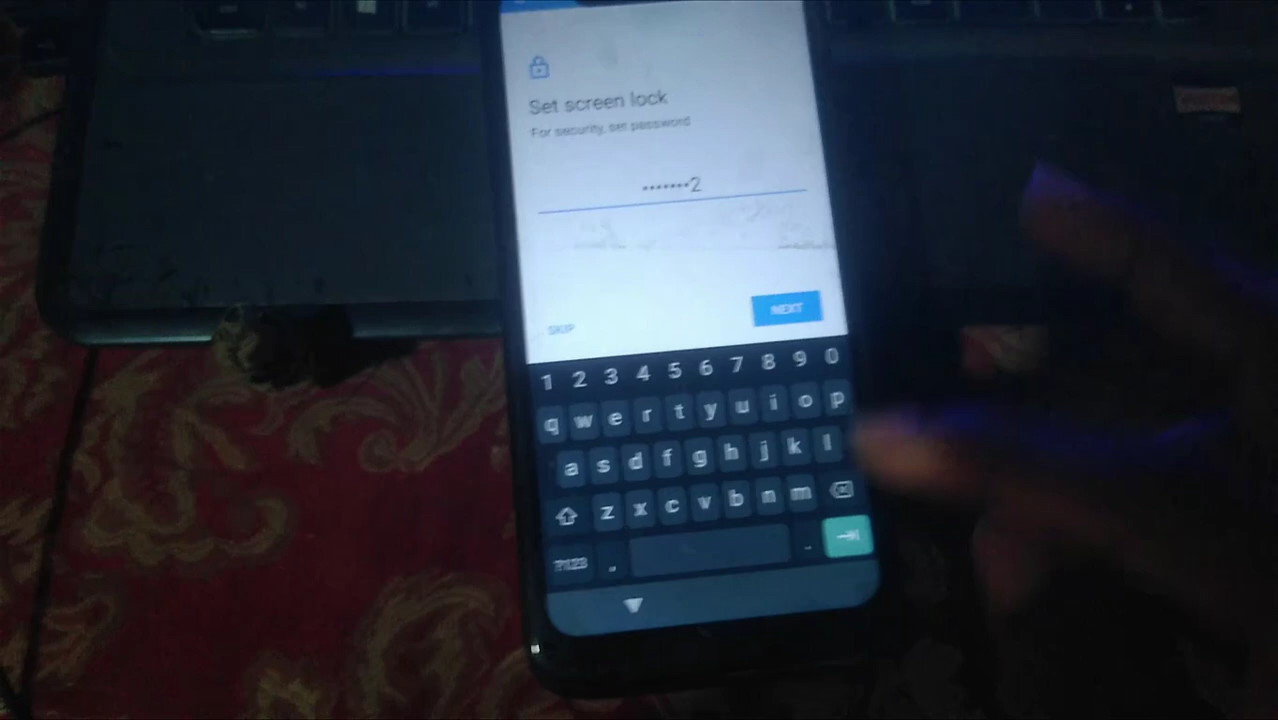 Set screen lock
For security, set password
•••••••2
SKIP NEXT
1 2 3 4 5 6 7 8 9 0
q w e r t y u i o p
a s d f g h j k l
z x c v b n m
?123 , .